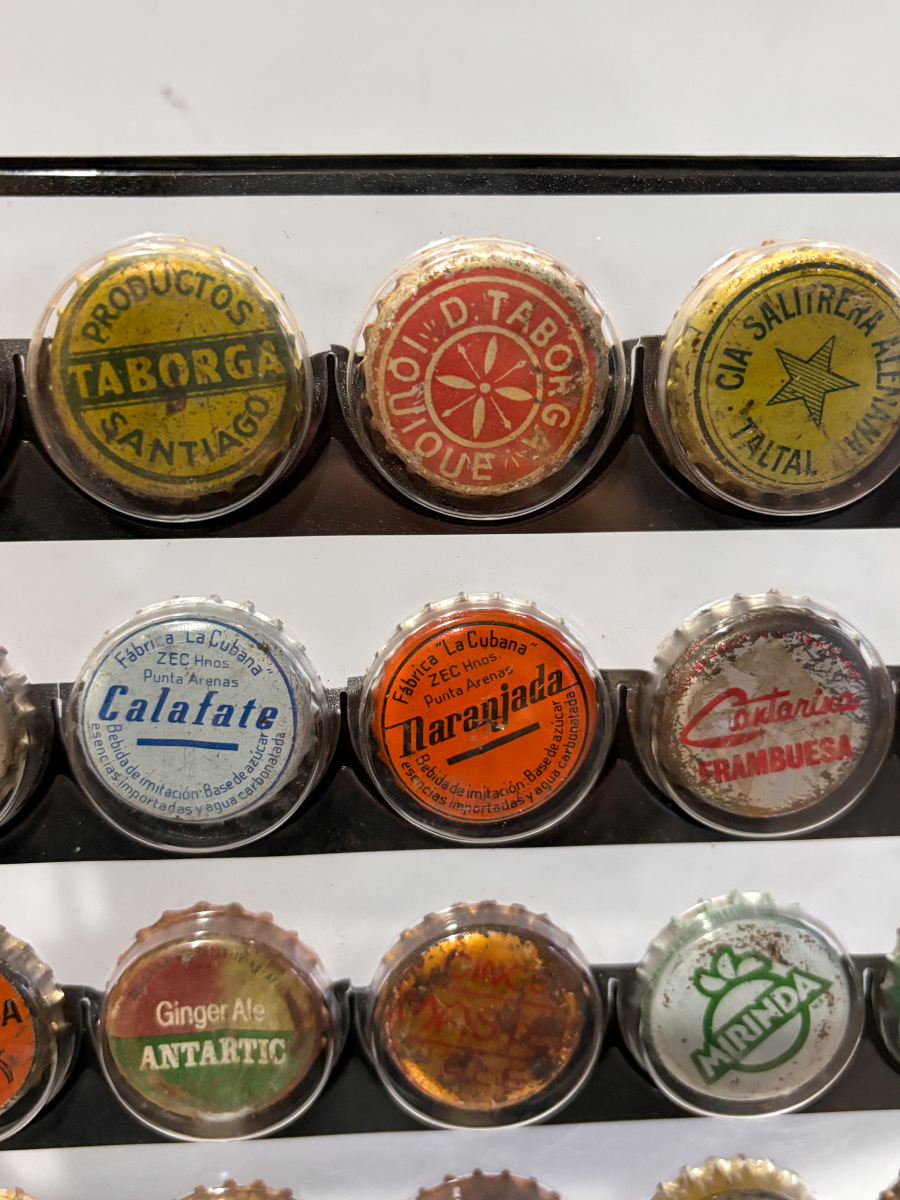 PRODUCTOS
TABORGA
SANTIAGO
D. TABORGA
IQUIQUE
CIA SALITRERA ALEMANA
TALTAL
Fábrica "La Cubana"
ZEC Hnos.
Punta Arenas
Calafate
Bebida de imitación·Base de azúcar
esencias importadas y agua carbonatada
Fábrica "La Cubana"
ZEC Hnos.
Punta Arenas
Naranjada
Bebida de imitación·Base de azúcar
esencias importadas y agua carbonatada
Cantarina
FRAMBUESA
A
Ginger Ale
ANTARTIC
MIRINDA